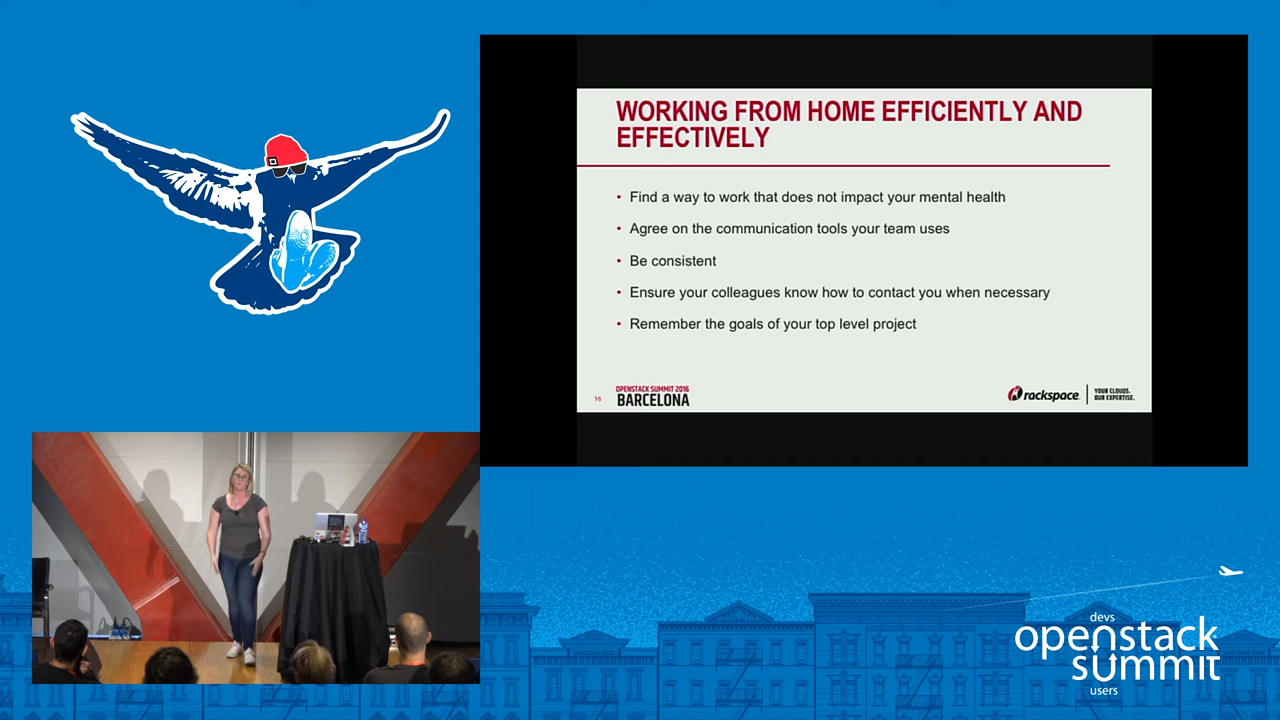 WORKING FROM HOME EFFICIENTLY AND
EFFECTIVELY
• Find a way to work that does not impact your mental health
• Agree on the communication tools your team uses
• Be consistent
• Ensure your colleagues know how to contact you when necessary
• Remember the goals of your top level project
16
OPENSTACK SUMMIT 2016
BARCELONA
rackspace
YOUR CLOUDS.
OUR EXPERTISE.
devs
openstack
summit
users